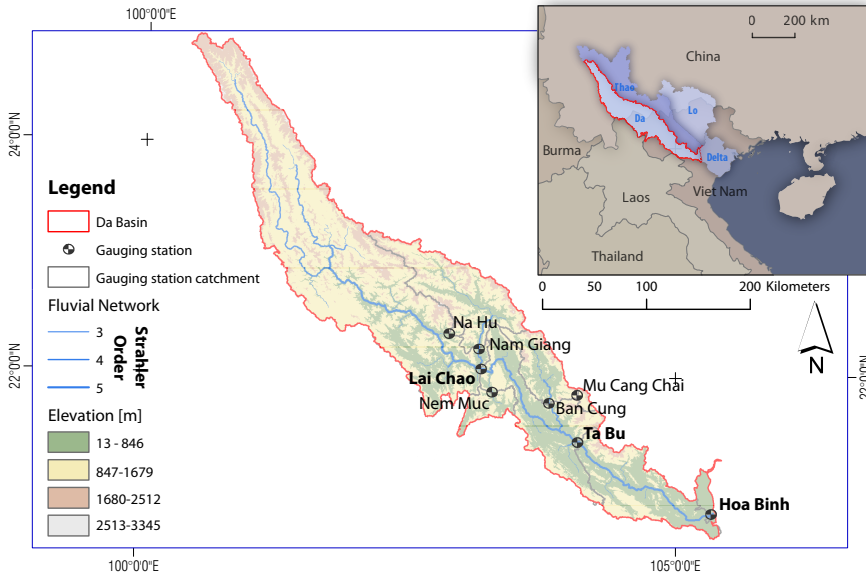 100°0'0"E
0 200 km
China
Thao
Lo
Da
Delta
Burma
Laos
Viet Nam
Thailand
24°0'0"N
Legend
Da Basin
Gauging station
Gauging station catchment
Fluvial Network
3
4
5
Strahler
Order
Elevation [m]
13 - 846
847-1679
1680-2512
2513-3345
0 50 100 200 Kilometers
N
22°0'0"N
22°0'0"N
Na Hu
Nam Giang
Lai Chao
Nem Muc
Mu Cang Chai
Ban Cung
Ta Bu
Hoa Binh
100°0'0"E
105°0'0"E